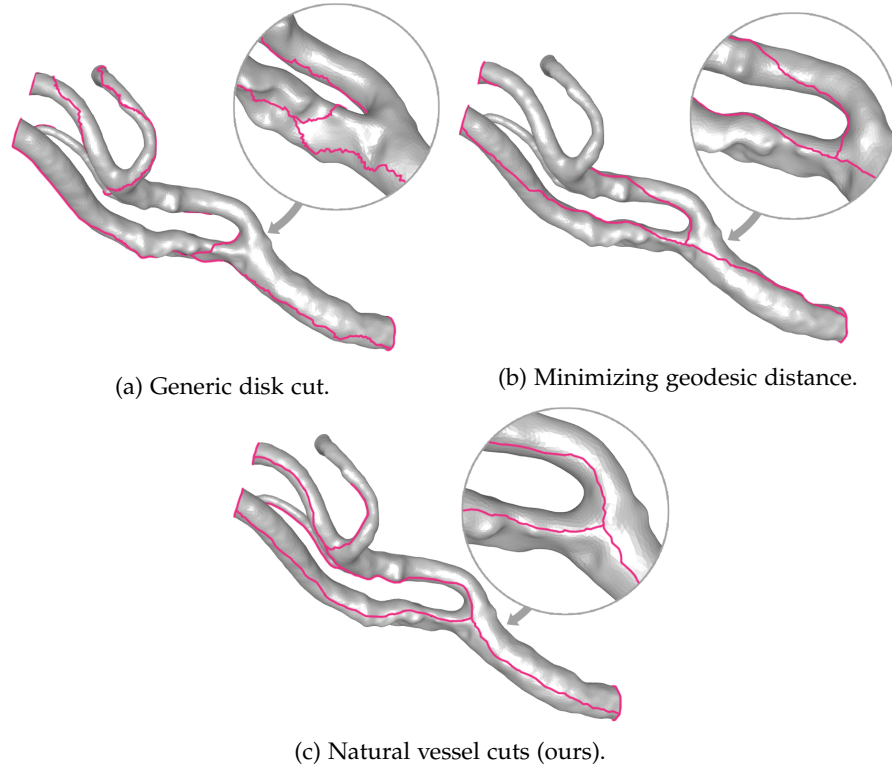 (a) Generic disk cut.
(b) Minimizing geodesic distance.
(c) Natural vessel cuts (ours).